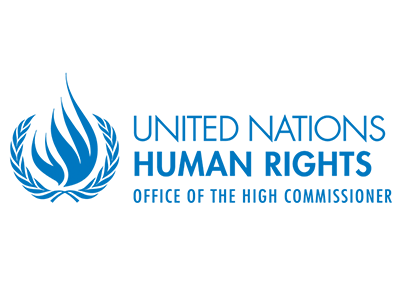 UNITED NATIONS
HUMAN RIGHTS
OFFICE OF THE HIGH COMMISSIONER